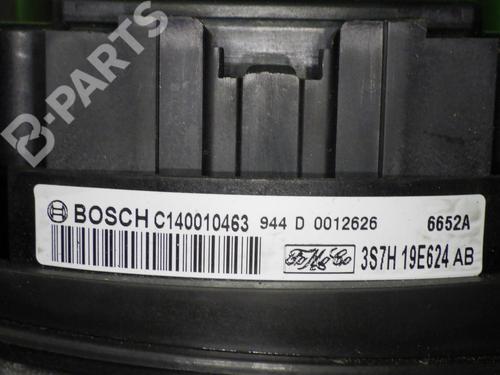 B-PARTS
BOSCH C140010463 944 D 0012626 6652A
FoMoCo 3S7H 19E624 AB